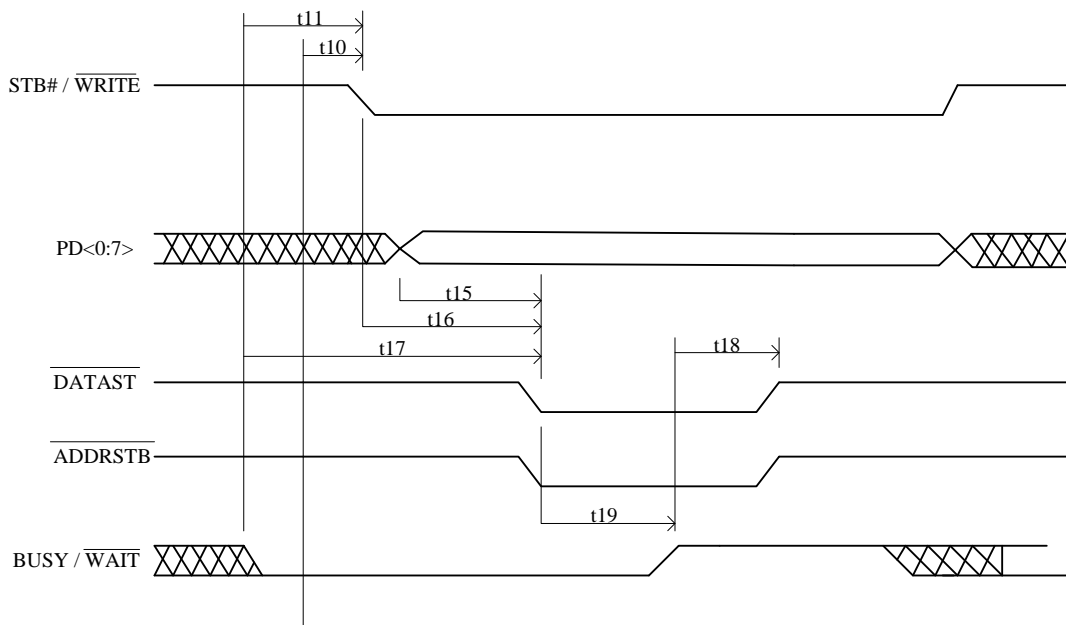 t11
t10
STB# / WRITE
PD<0:7>
t15
t16
t17
t18
DATAST
ADDRSTB
t19
BUSY / WAIT